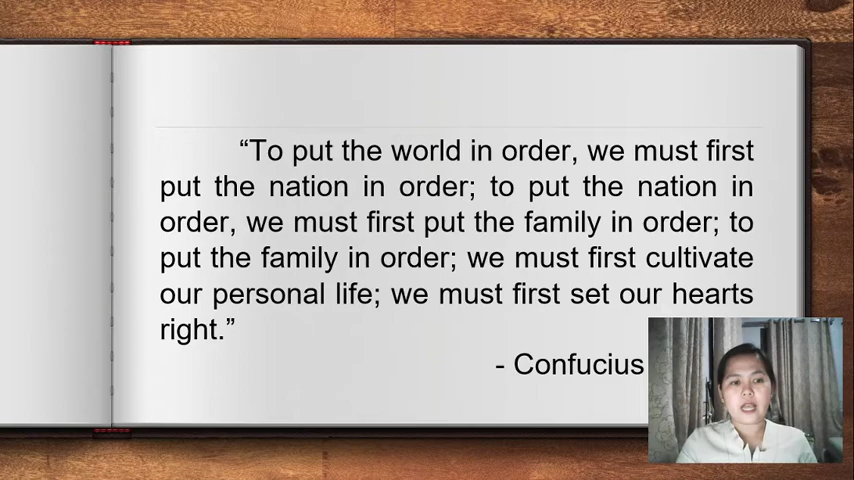 “To put the world in order, we must first
put the nation in order; to put the nation in
order, we must first put the family in order; to
put the family in order; we must first cultivate
our personal life; we must first set our hearts
right.”
- Confucius